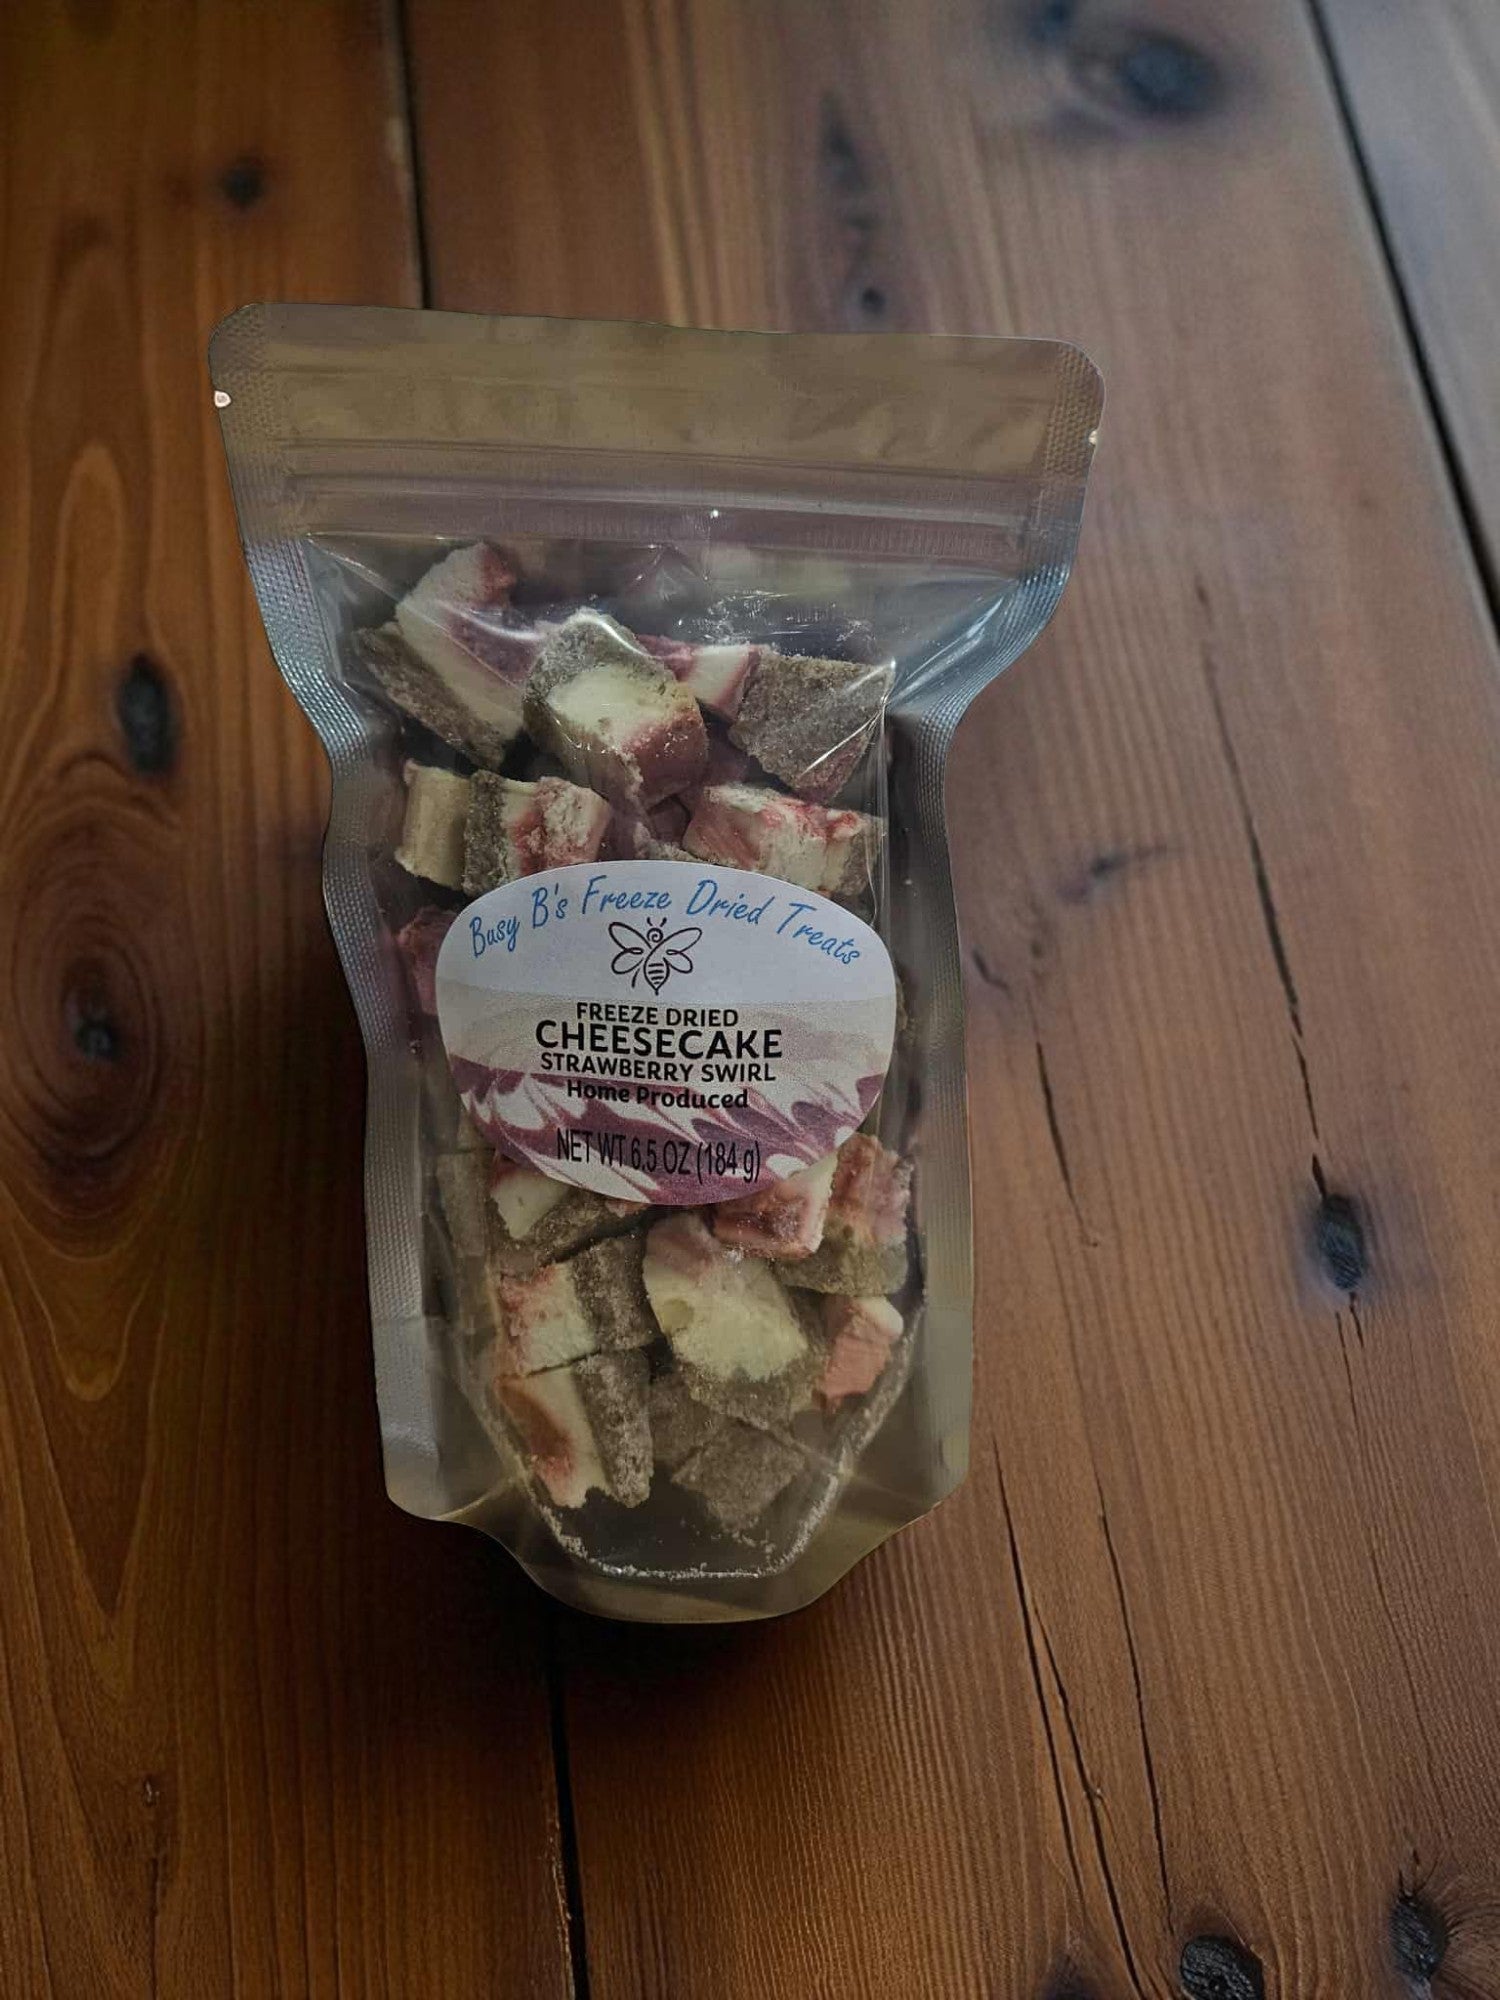 Busy B's Freeze Dried Treats
FREEZE DRIED
CHEESECAKE
STRAWBERRY SWIRL
Home Produced
NET WT 6.5 OZ (184 g)